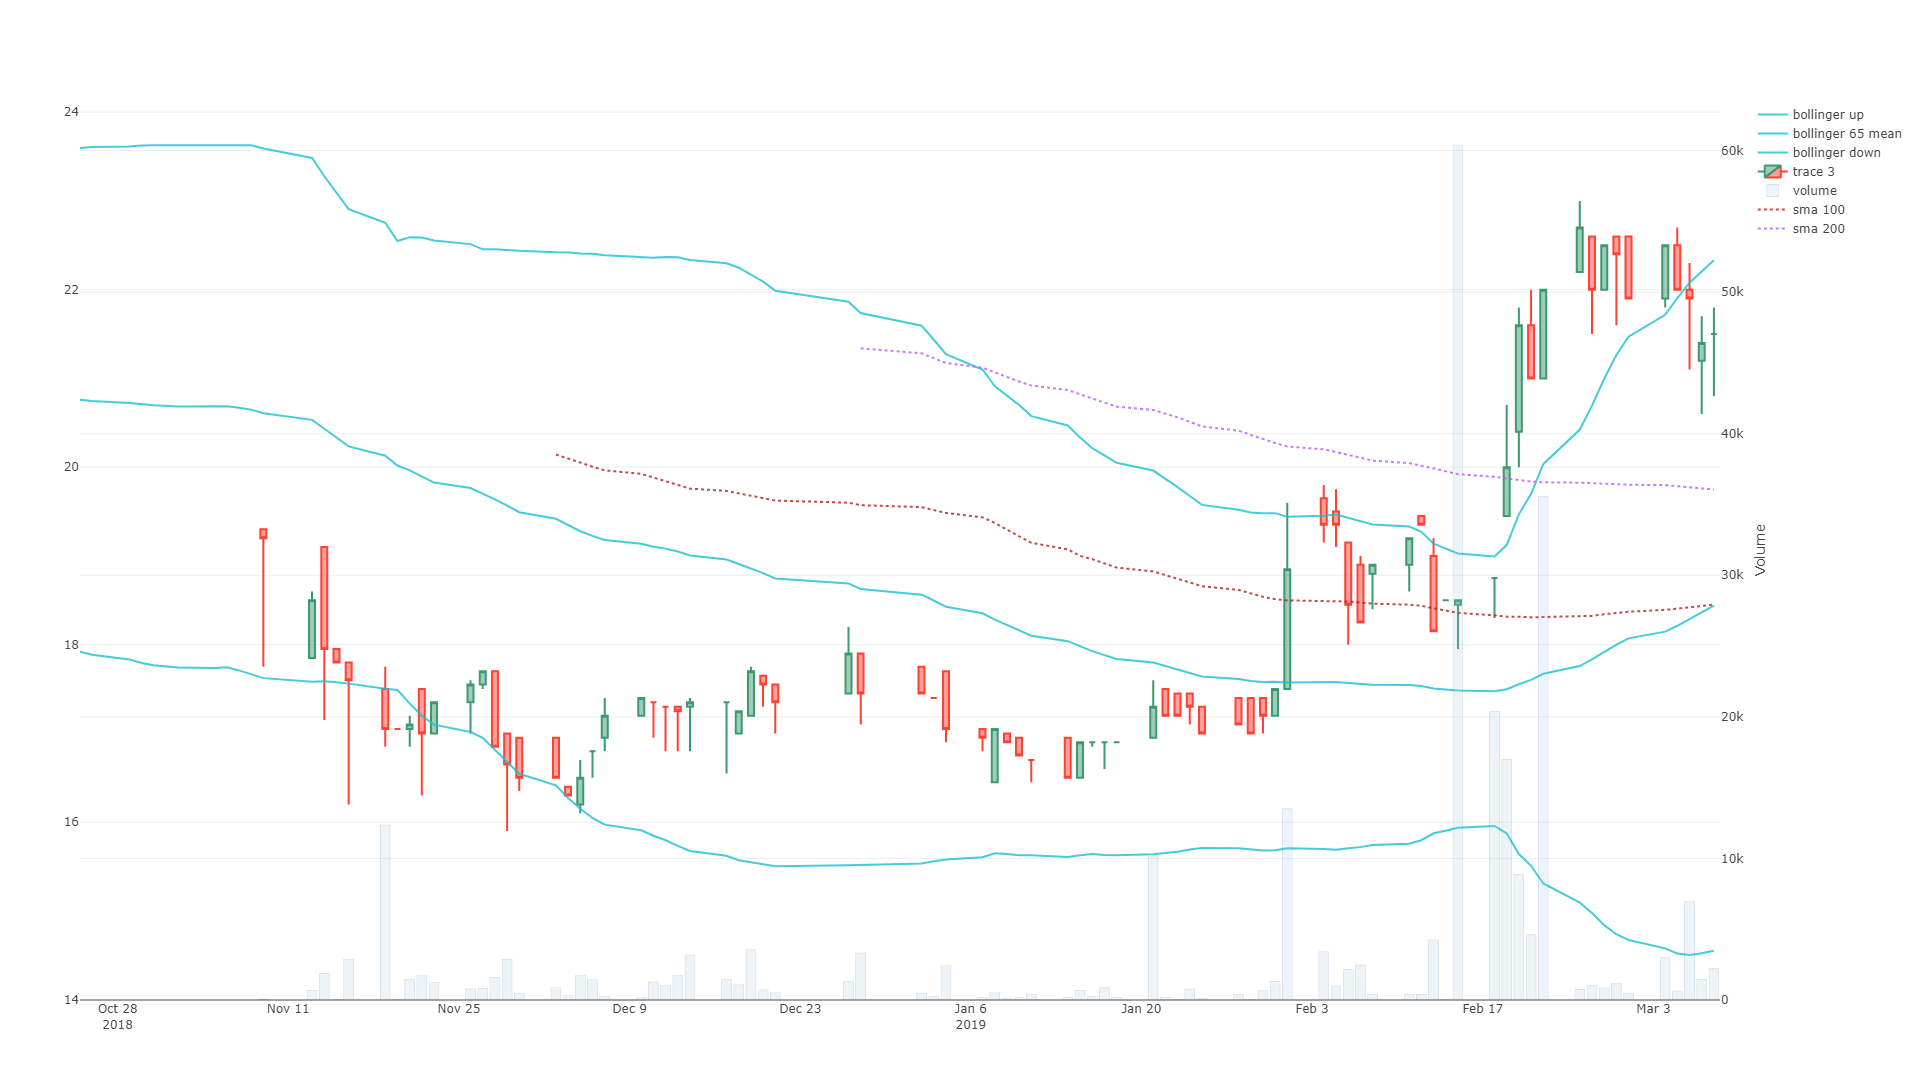 24
22
20
18
16
14
60k
50k
40k
30k
20k
10k
0
Volume
Oct 28
2018
Nov 11
Nov 25
Dec 9
Dec 23
Jan 6
2019
Jan 20
Feb 3
Feb 17
Mar 3
bollinger up
bollinger 65 mean
bollinger down
trace 3
volume
sma 100
sma 200